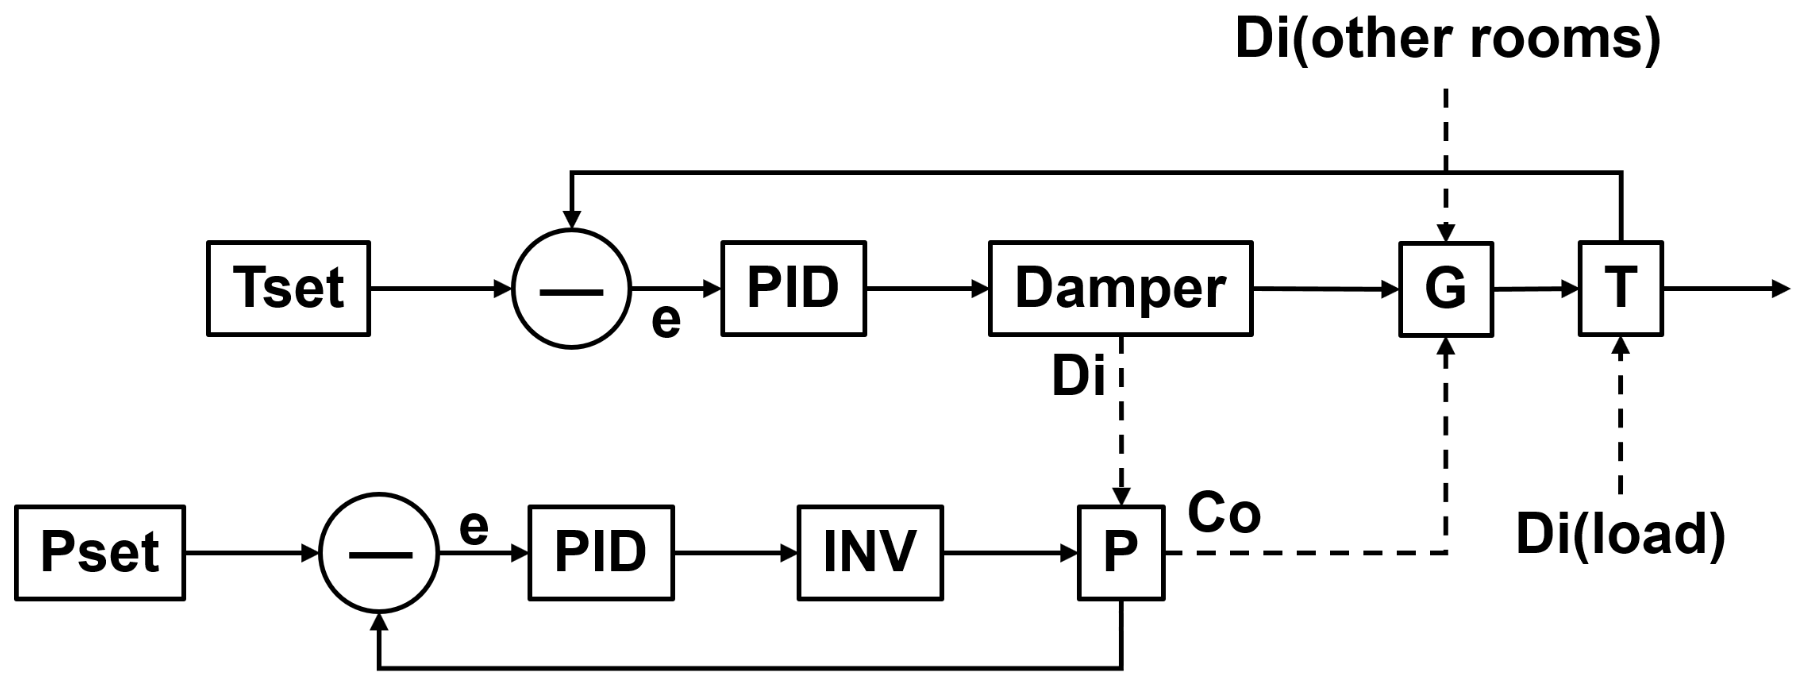 Di(other rooms)
Tset
—
e
PID
Damper
G
T
Di
Pset
—
e
PID
INV
P
Co
Di(load)